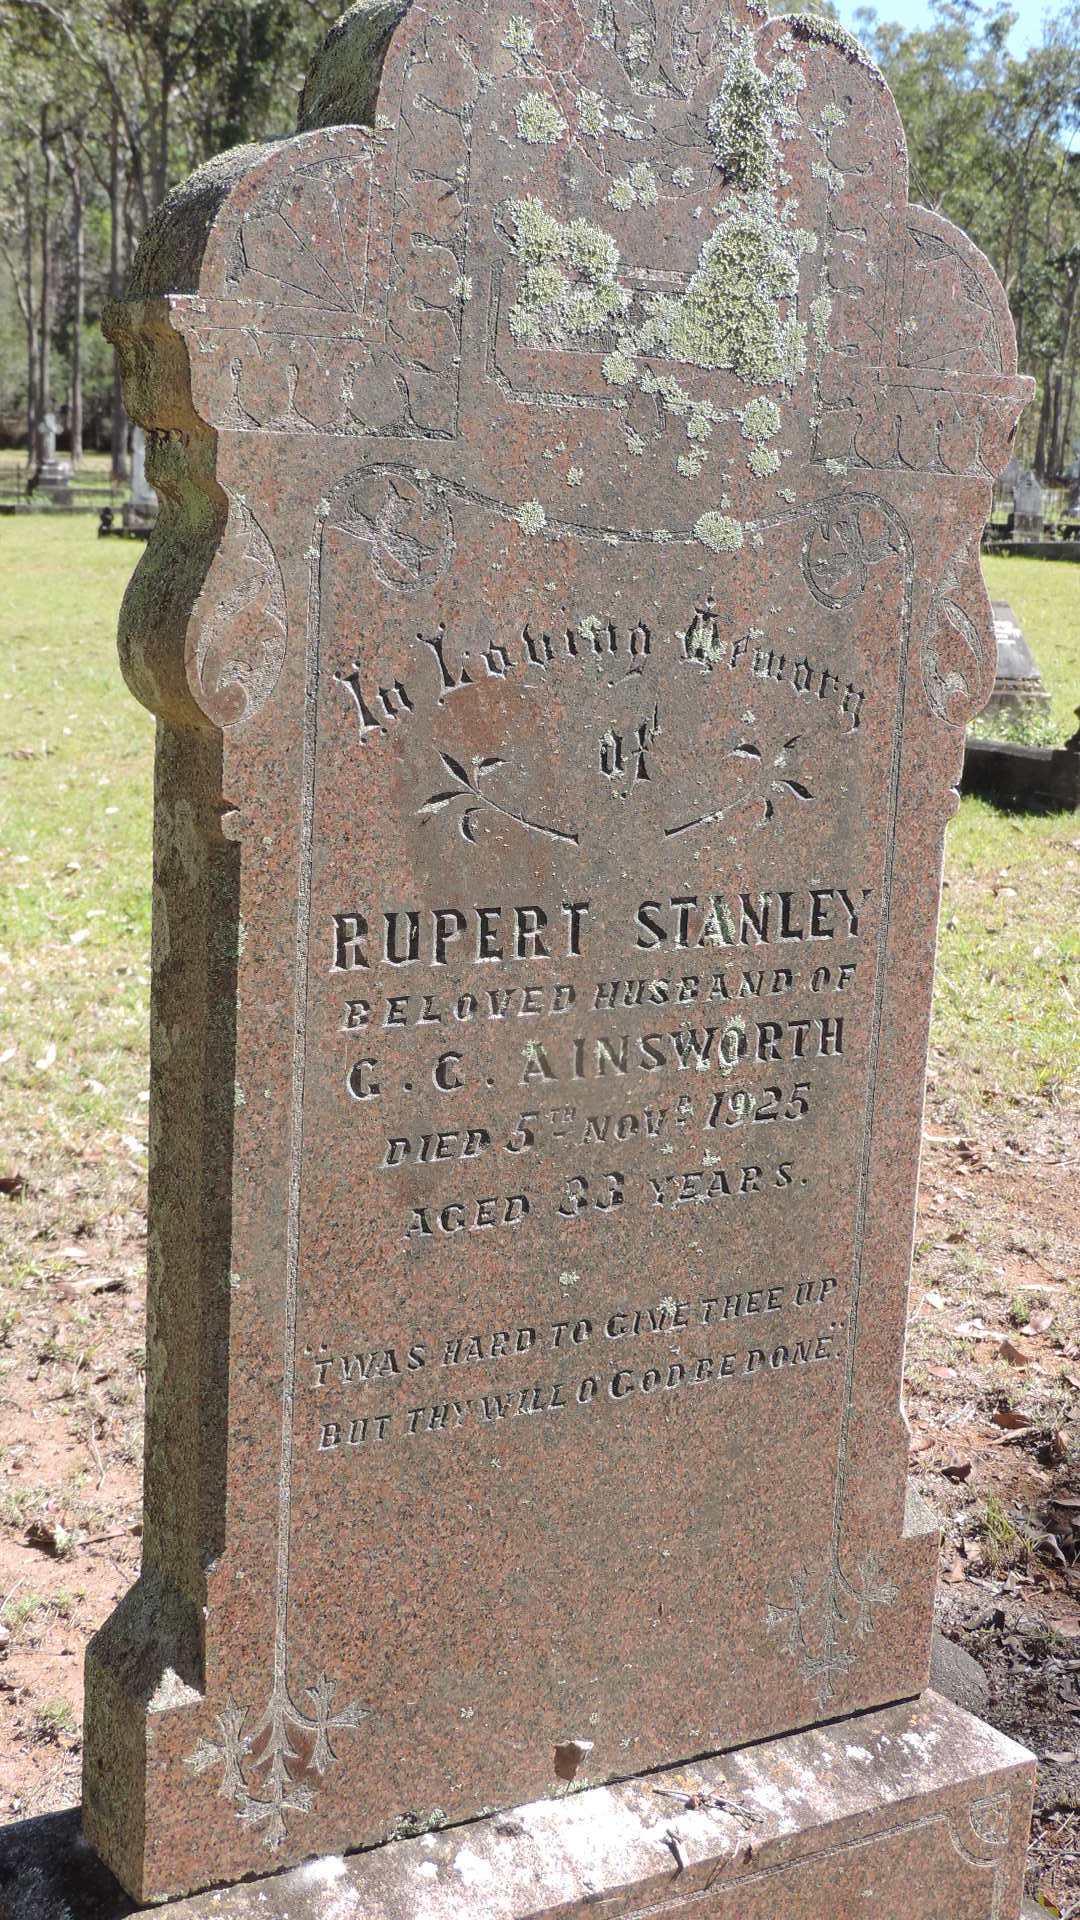 In Loving Memory
of
RUPERT STANLEY
BELOVED HUSBAND OF
G. C. AINSWORTH
DIED 5TH NOVR 1925
AGED 33 YEARS.
"TWAS HARD TO GIVE THEE UP
BUT THY WILL O GOD BE DONE."